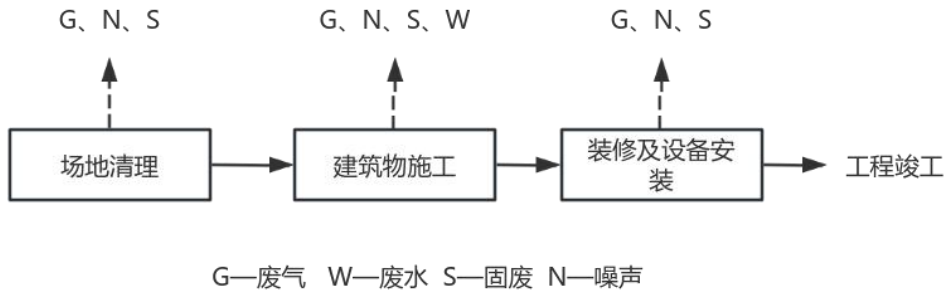 G、N、S
G、N、S、W
G、N、S
场地清理
建筑物施工
装修及设备安
装
工程竣工
G—废气 W—废水 S—固废 N—噪声